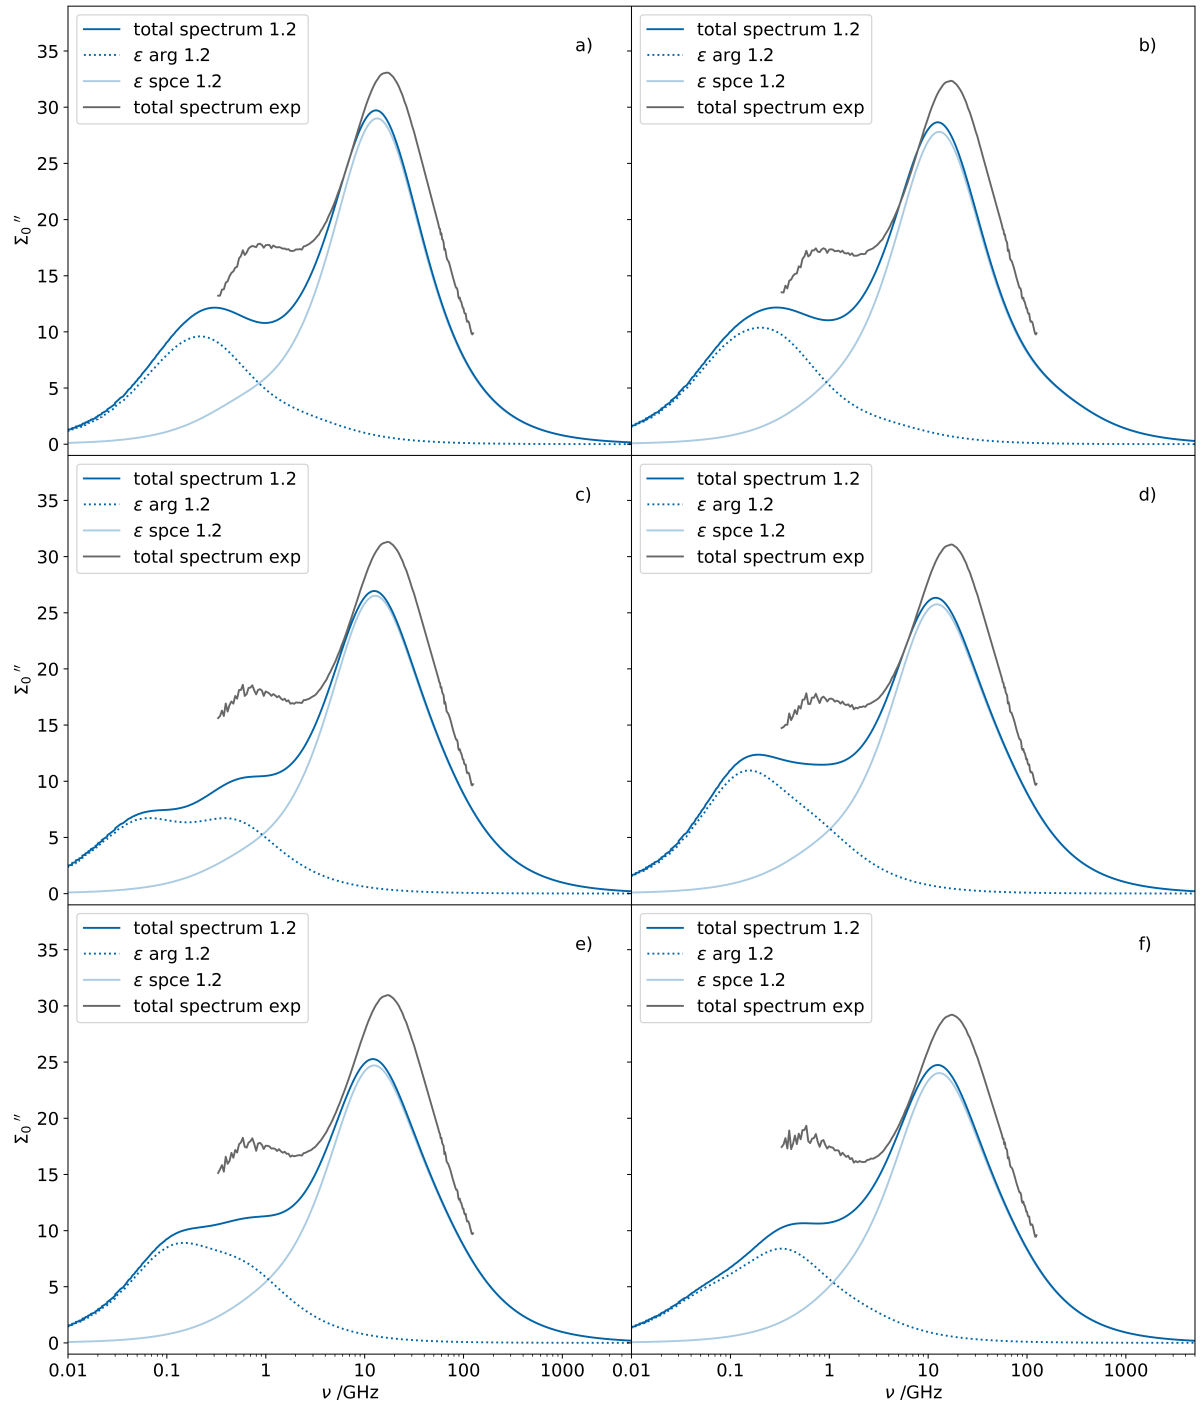 total spectrum 1.2
ε arg 1.2
ε spce 1.2
total spectrum exp
a)
35
30
25
20
15
10
5
0
Σ₀″
total spectrum 1.2
ε arg 1.2
ε spce 1.2
total spectrum exp
b)
total spectrum 1.2
ε arg 1.2
ε spce 1.2
total spectrum exp
c)
35
30
25
20
15
10
5
0
Σ₀″
total spectrum 1.2
ε arg 1.2
ε spce 1.2
total spectrum exp
d)
total spectrum 1.2
ε arg 1.2
ε spce 1.2
total spectrum exp
e)
35
30
25
20
15
10
5
0
Σ₀″
0.01 0.1 1 10 100 1000
ν /GHz
total spectrum 1.2
ε arg 1.2
ε spce 1.2
total spectrum exp
f)
0.01 0.1 1 10 100 1000
ν /GHz